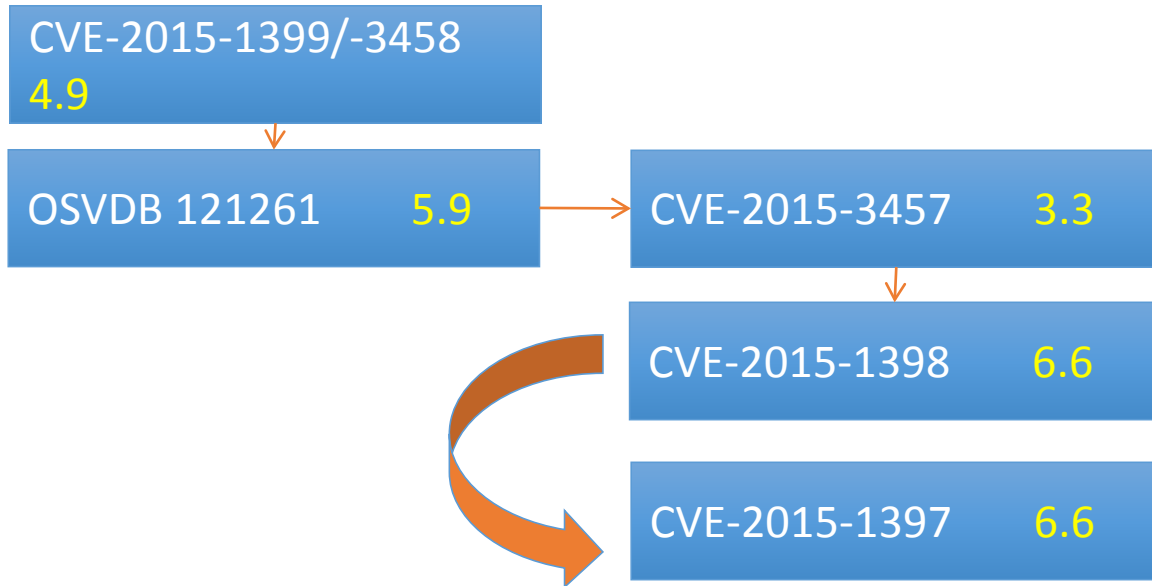 CVE-2015-1399/-3458
4.9
OSVDB 121261 5.9
CVE-2015-3457 3.3
CVE-2015-1398 6.6
CVE-2015-1397 6.6